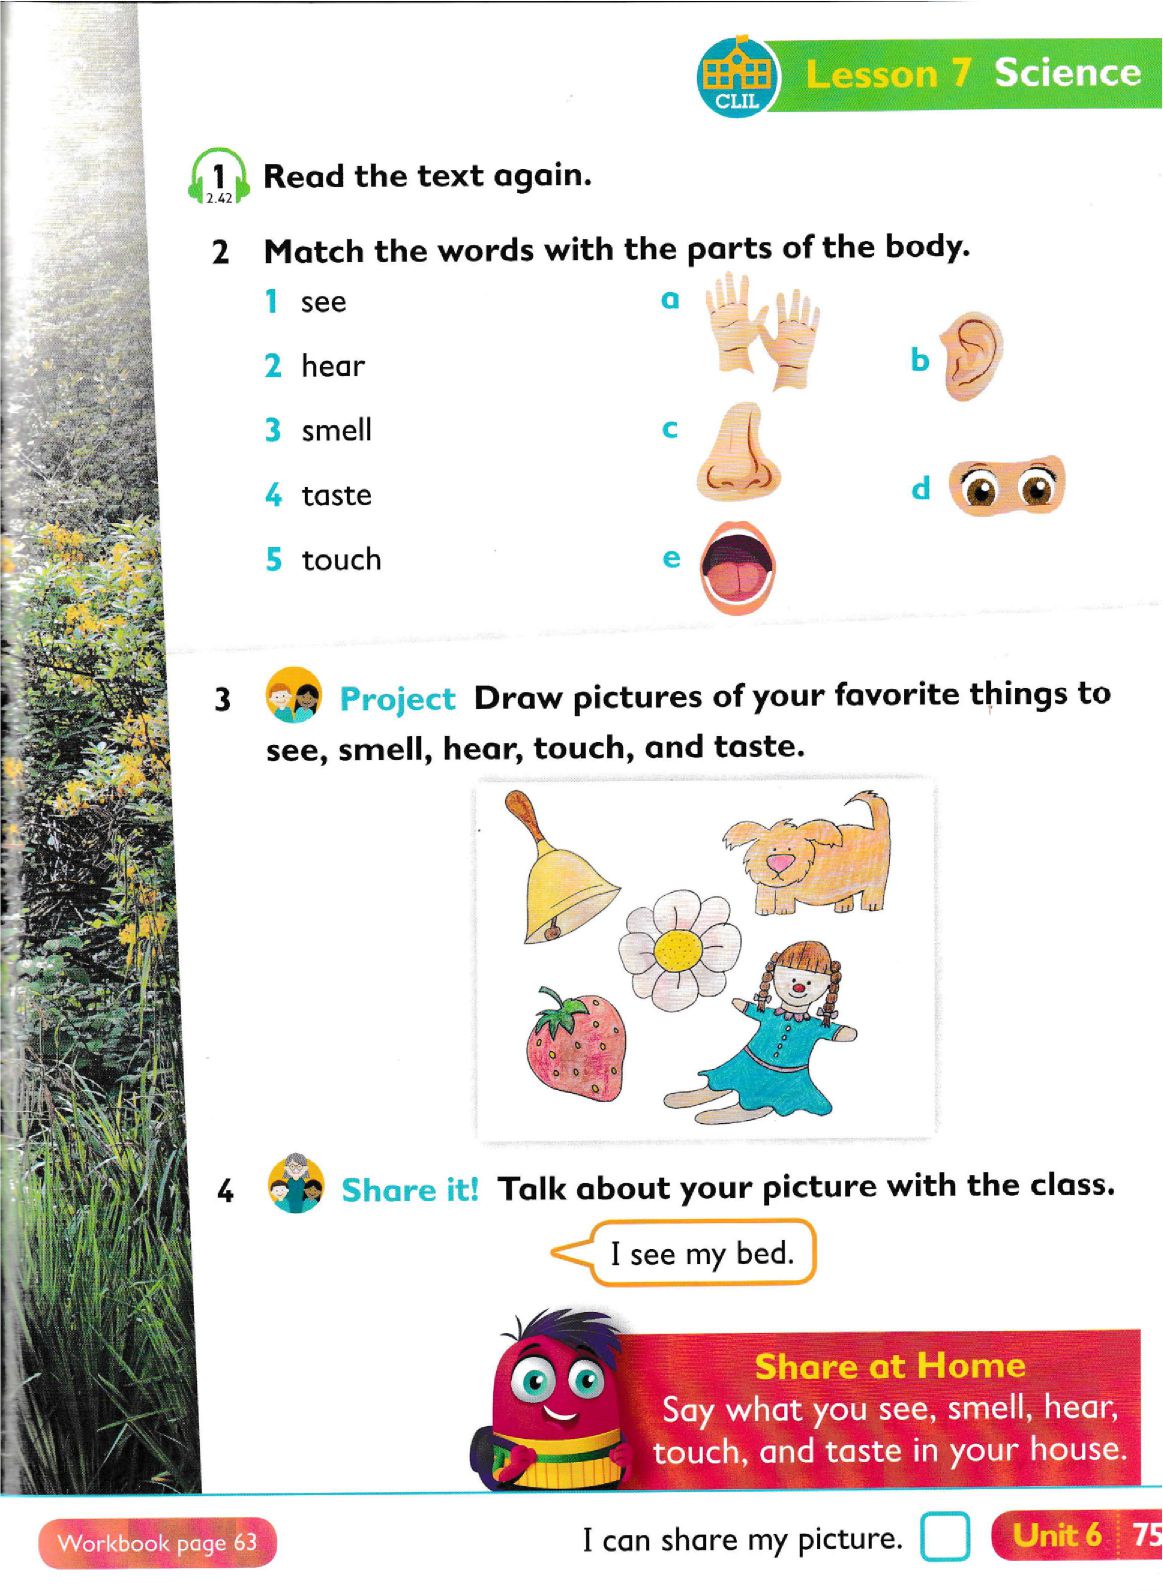 CLIL
Lesson 7 Science
1 Read the text again.
2.42
2 Match the words with the parts of the body.
1 see
2 hear
3 smell
4 taste
5 touch
a
b
c
d
e
3 Project Draw pictures of your favorite things to
see, smell, hear, touch, and taste.
4 Share it! Talk about your picture with the class.
I see my bed.
Share at Home
Say what you see, smell, hear,
touch, and taste in your house.
Workbook page 63
I can share my picture.
Unit 6 75